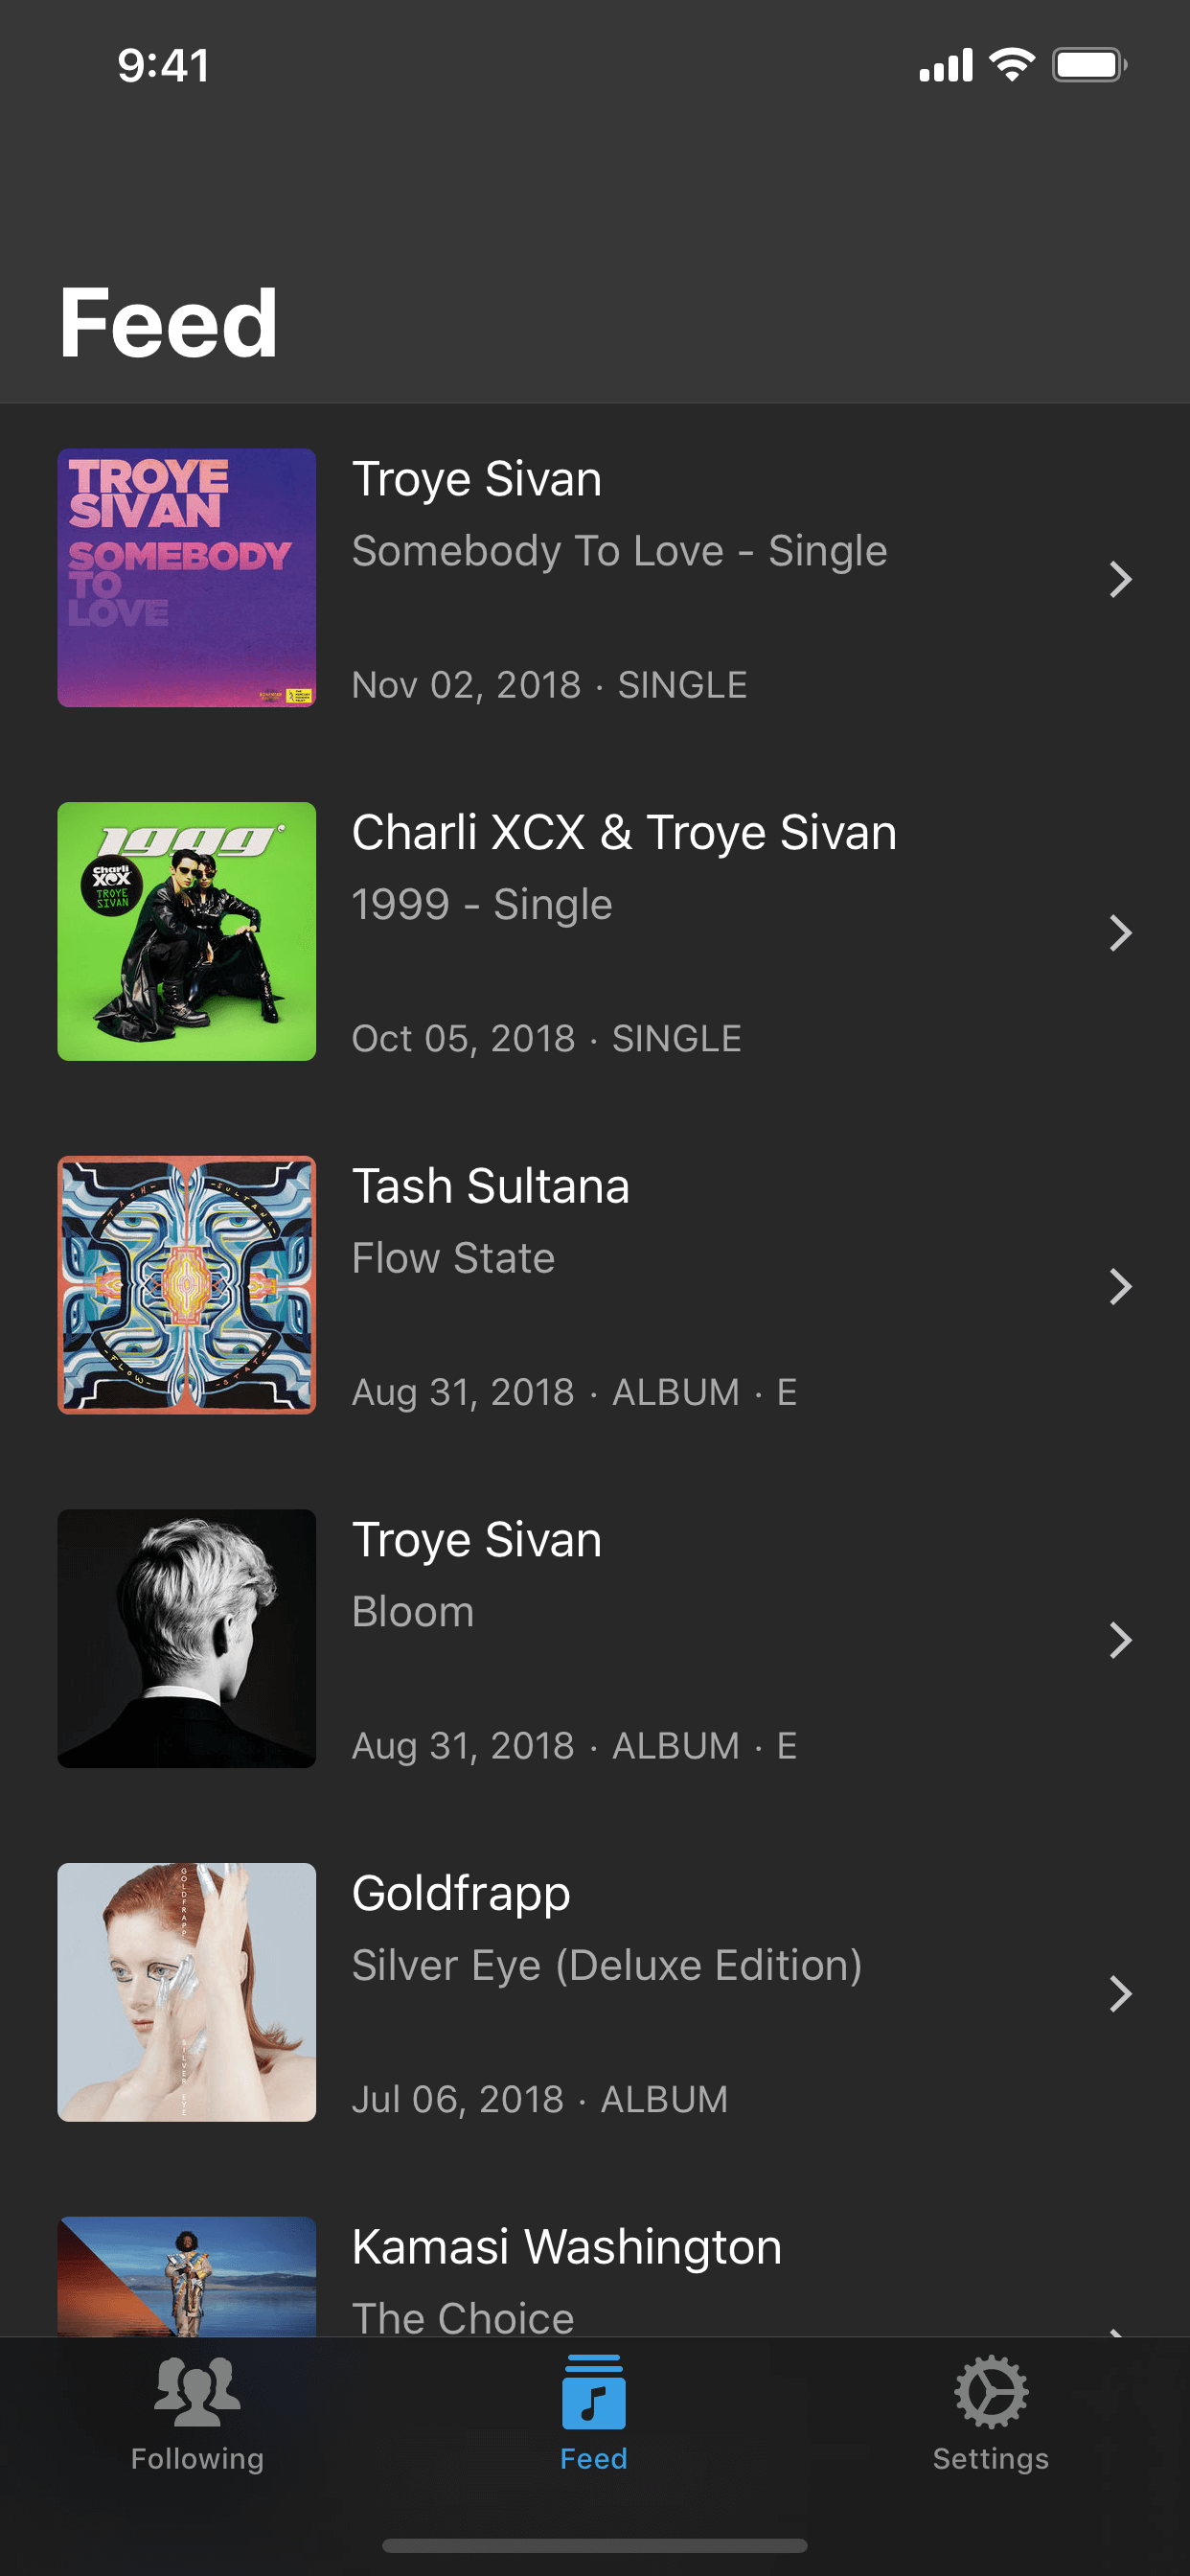 9:41
Feed
TROYE
SIVAN
SOMEBODY
TO
LOVE
Troye Sivan
Somebody To Love - Single
Nov 02, 2018 · SINGLE
1999
Charli
XCX
TROYE
SIVAN
Charli XCX & Troye Sivan
1999 - Single
Oct 05, 2018 · SINGLE
TASH SULTANA
FLOW STATE
Tash Sultana
Flow State
Aug 31, 2018 · ALBUM · E
Troye Sivan
Bloom
Aug 31, 2018 · ALBUM · E
GOLDFRAPP
SILVER EYE
Goldfrapp
Silver Eye (Deluxe Edition)
Jul 06, 2018 · ALBUM
Kamasi Washington
The Choice
Following
Feed
Settings